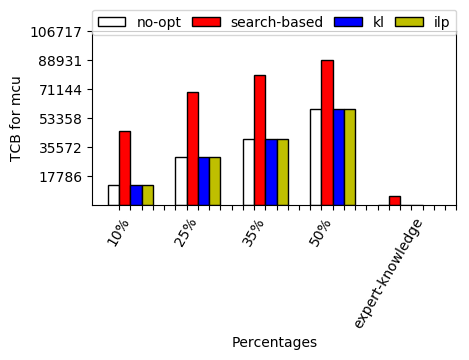 no-opt search-based kl ilp
106717
88931
71144
53358
35572
17786
TCB for mcu
10% 25% 35% 50% expert-knowledge
Percentages